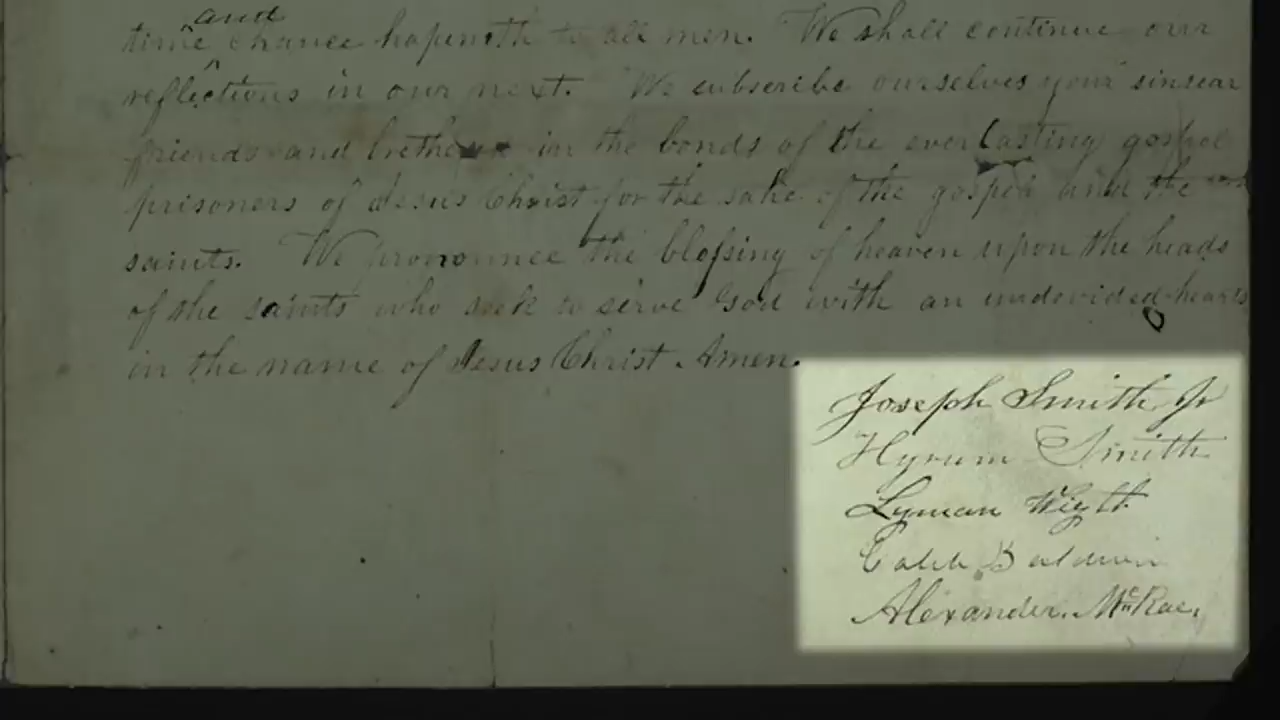 and
time ^ chance hapeneth to all men. We shall continue our
reflections in our next. We subscribe ourselves your sinsear
friends and bretheren in the bonds of the everlasting gospel
prisoners of Jesus Christ for the sake of the gospel and the
saints. We pronounce the blessing of heaven upon the heads
of the saints who seek to serve God with an undevided hearts
in the name of Jesus Christ Amen.
Joseph Smith Jr
Hyrum Smith
Lyman Wight
Caleb Baldwin
Alexander. McRae.